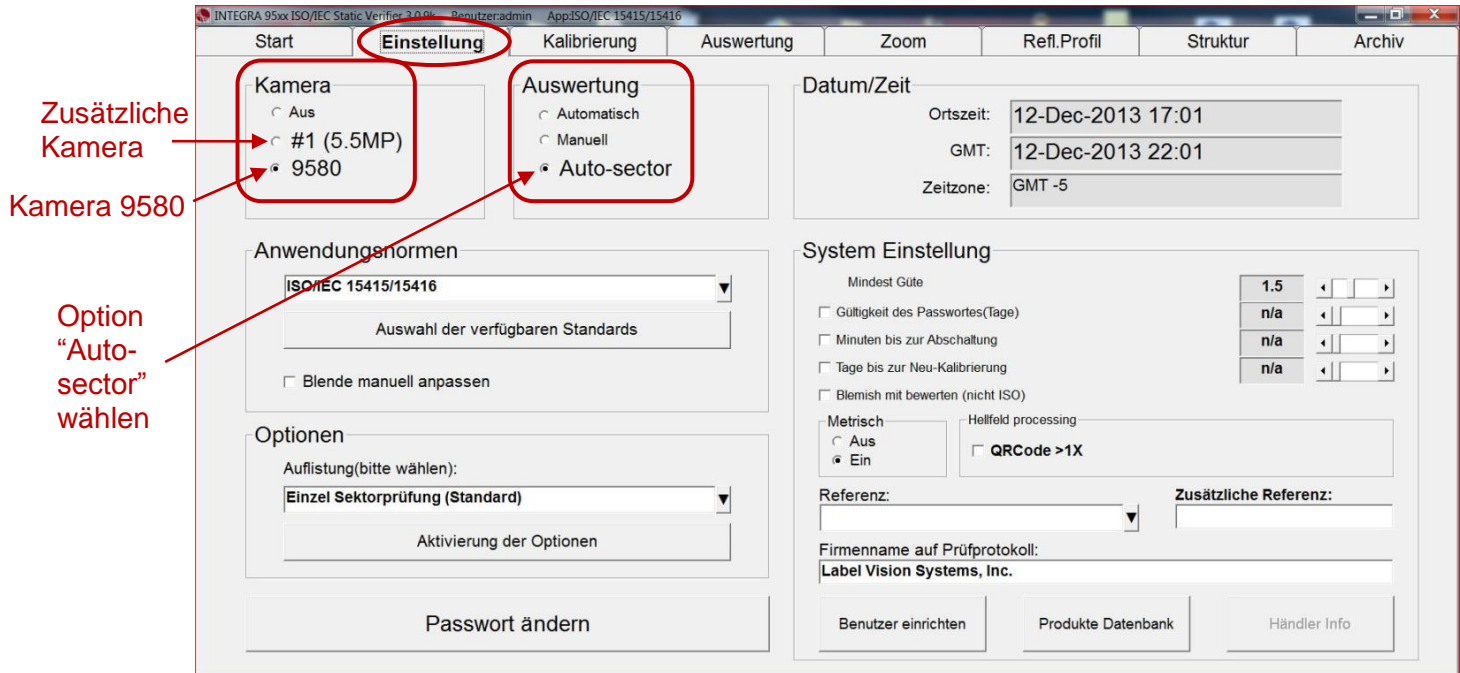 INTEGRA 95xx ISO/IEC Static Verifier 3.0.9k Benutzer:admin App:ISO/IEC 15415/15416
Start Einstellung Kalibrierung Auswertung Zoom Refl.Profil Struktur Archiv
Zusätzliche
Kamera
Kamera 9580
Option
“Auto-
sector”
wählen
Kamera
Aus
#1 (5.5MP)
9580
Auswertung
Automatisch
Manuell
Auto-sector
Datum/Zeit
Ortszeit: 12-Dec-2013 17:01
GMT: 12-Dec-2013 22:01
Zeitzone: GMT -5
Anwendungsnormen
ISO/IEC 15415/15416
Auswahl der verfügbaren Standards
Blende manuell anpassen
Optionen
Auflistung(bitte wählen):
Einzel Sektorprüfung (Standard)
Aktivierung der Optionen
Passwort ändern
System Einstellung
Mindest Güte 1.5
Gültigkeit des Passwortes(Tage) n/a
Minuten bis zur Abschaltung n/a
Tage bis zur Neu-Kalibrierung n/a
Blemish mit bewerten (nicht ISO)
Metrisch
Aus
Ein
Hellfeld processing
QRCode >1X
Referenz: Zusätzliche Referenz:
Firmenname auf Prüfprotokoll:
Label Vision Systems, Inc.
Benutzer einrichten Produkte Datenbank Händler Info